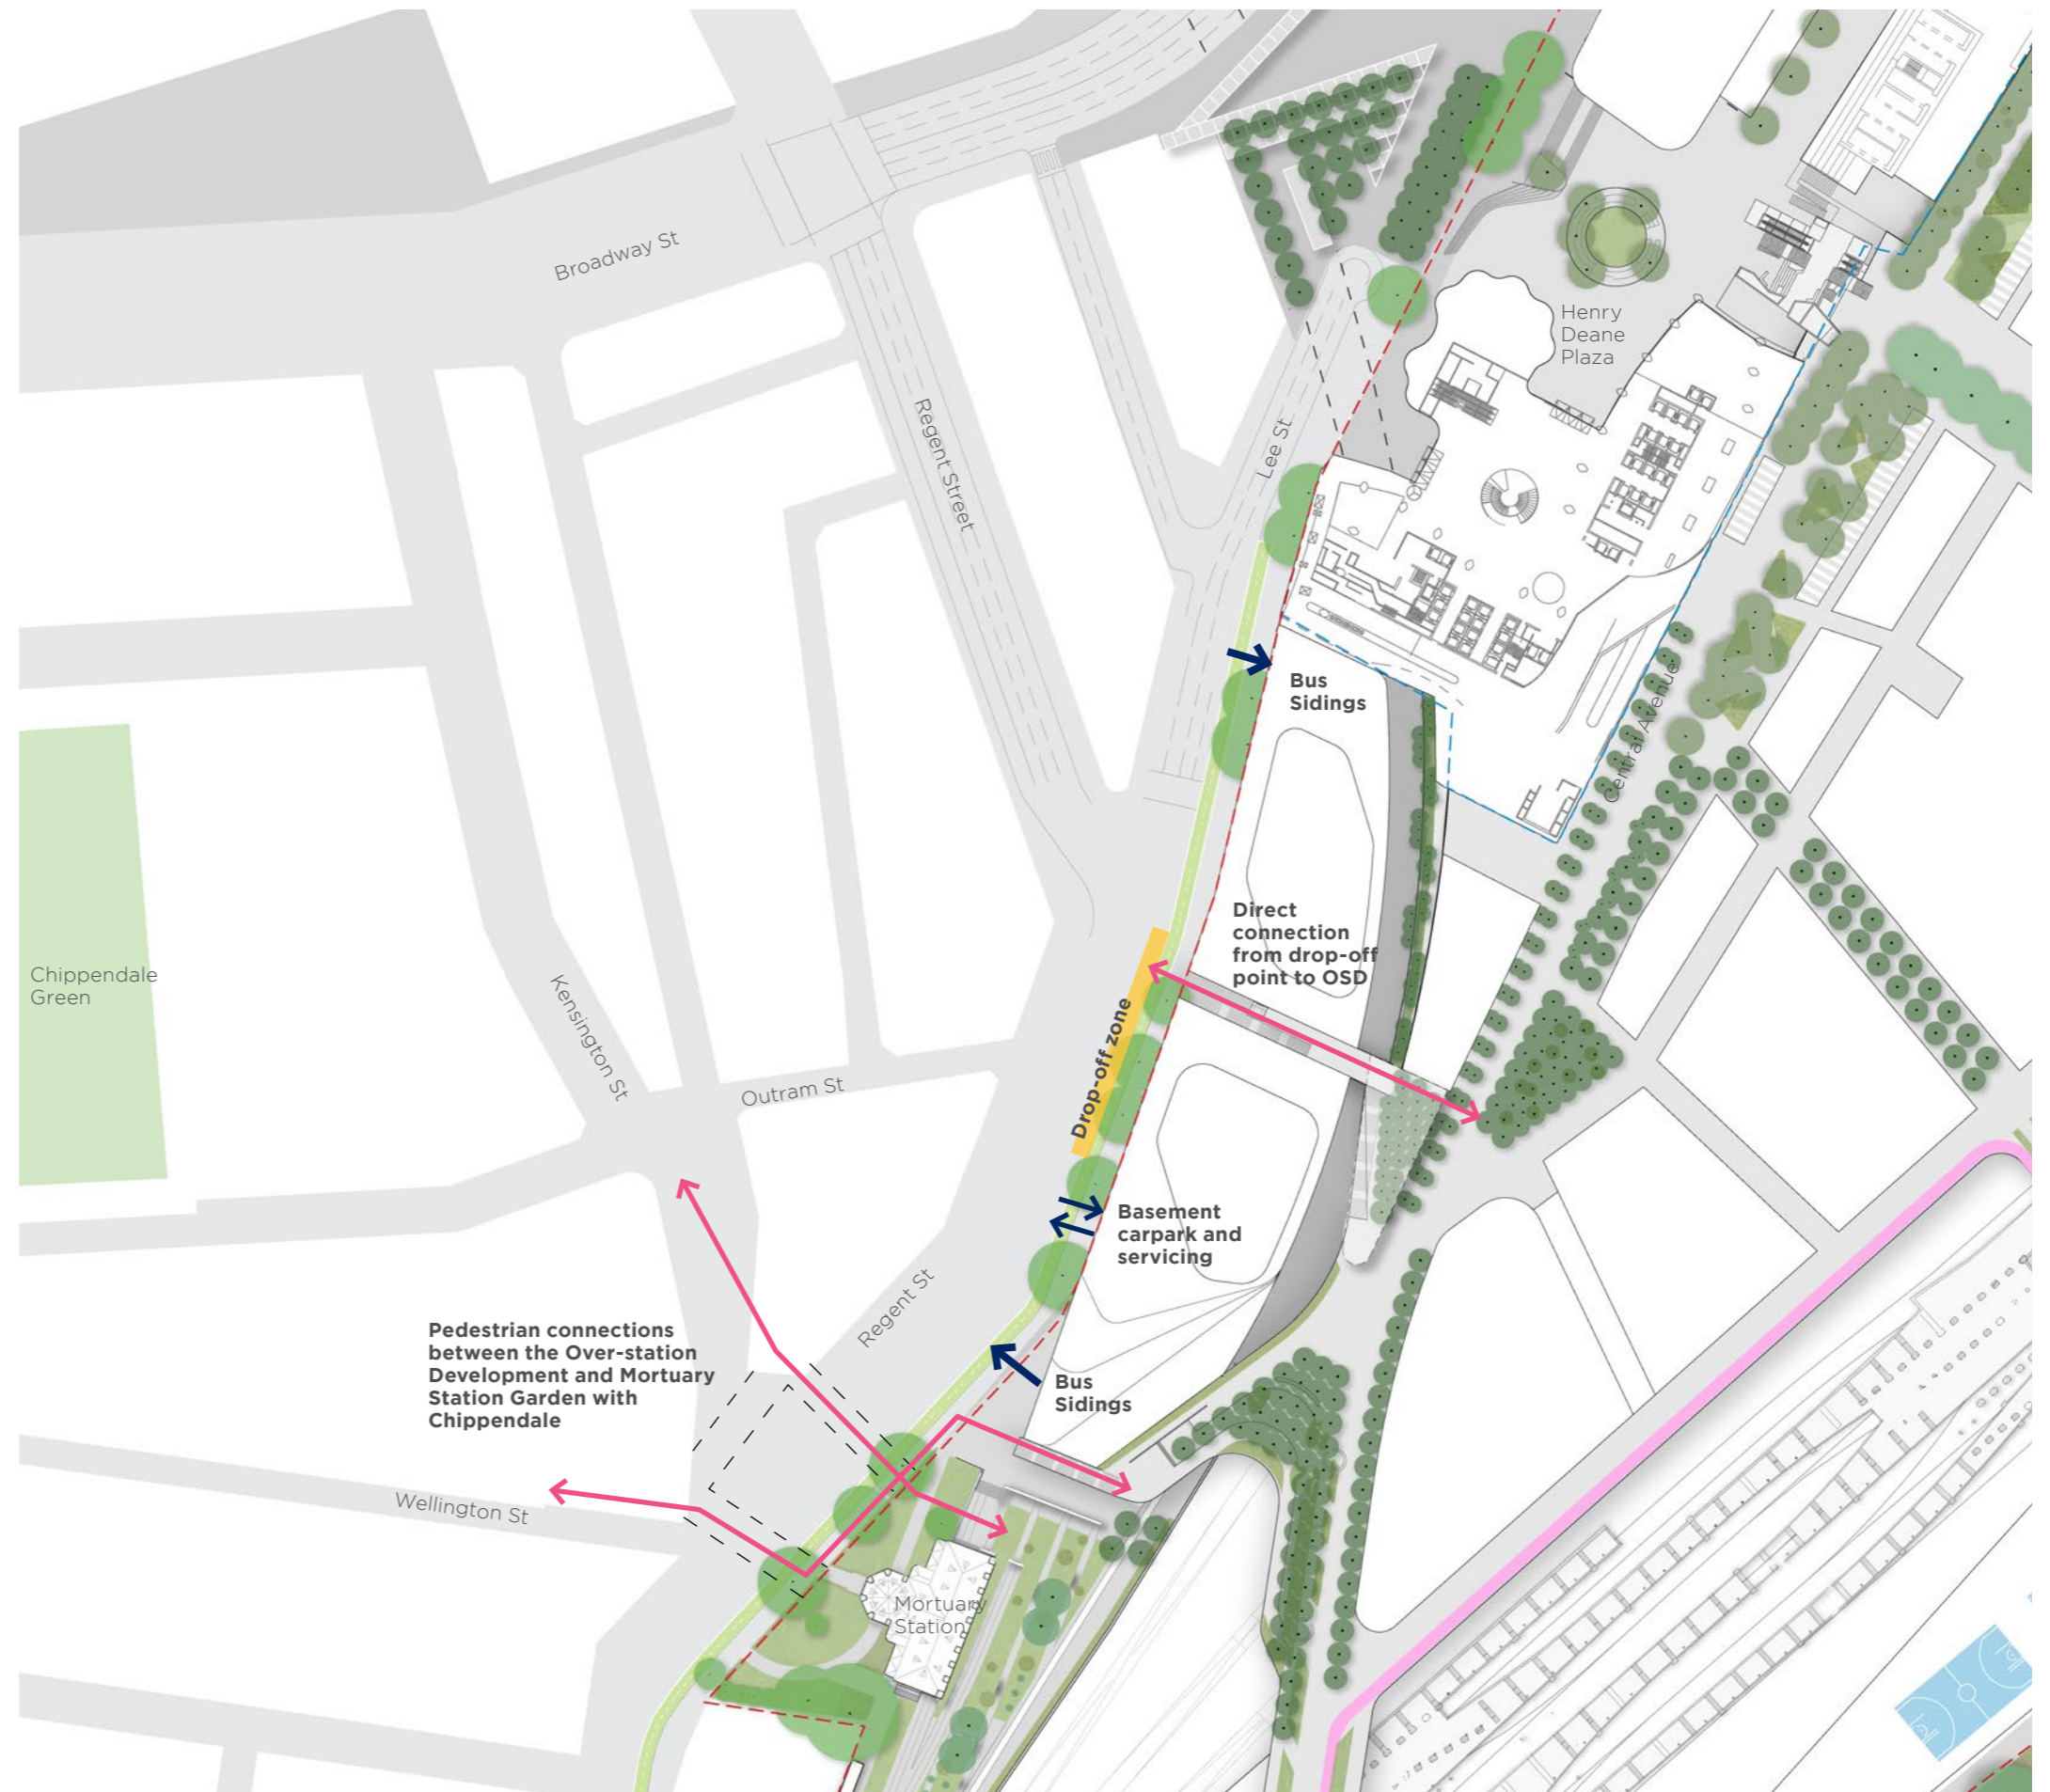 Broadway St
Henry
Deane
Plaza
Regent Street
Lee St
Bus
Sidings
Central Avenue
Direct
connection
from drop-off
point to OSD
Chippendale
Green
Kensington St
Drop-off zone
Outram St
Basement
carpark and
servicing
Regent St
Pedestrian connections
between the Over-station
Development and Mortuary
Station Garden with
Chippendale
Bus
Sidings
Wellington St
Mortuary
Station